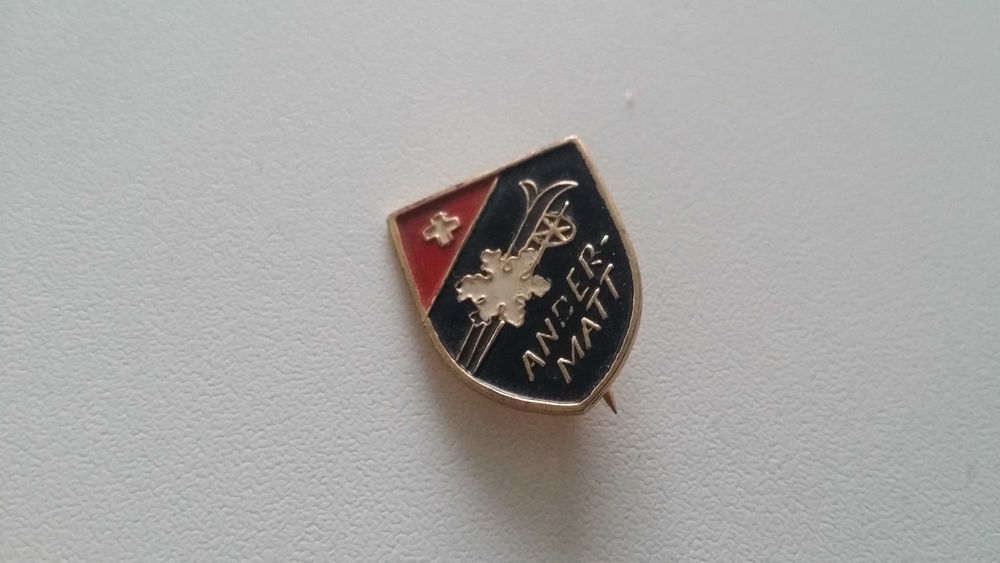 ANDER-
MATT